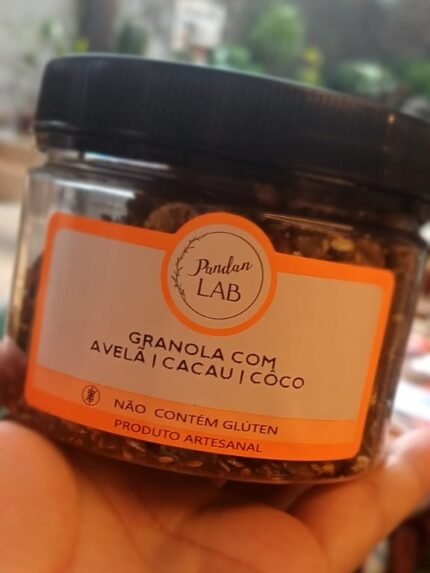 Pandan
LAB
GRANOLA COM
AVELÃ | CACAU | CÔCO
NÃO CONTÉM GLÚTEN
PRODUTO ARTESANAL